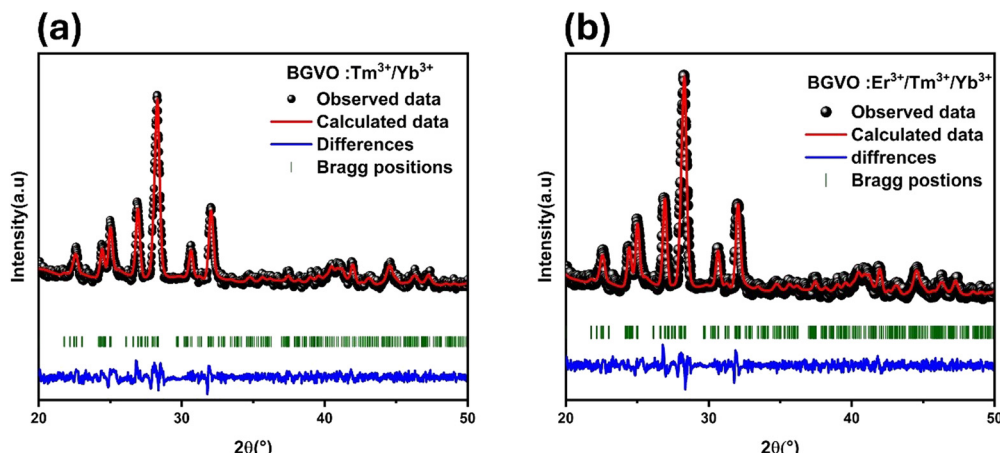 (a)
BGVO :Tm³⁺/Yb³⁺
Observed data
Calculated data
Differences
Bragg positions
Intensity(a.u)
20 30 40 50
2θ(°)
(b)
BGVO :Er³⁺/Tm³⁺/Yb³⁺
Observed data
Calculated data
diffrences
Bragg postions
Intensity(a.u)
20 30 40 50
2θ(°)